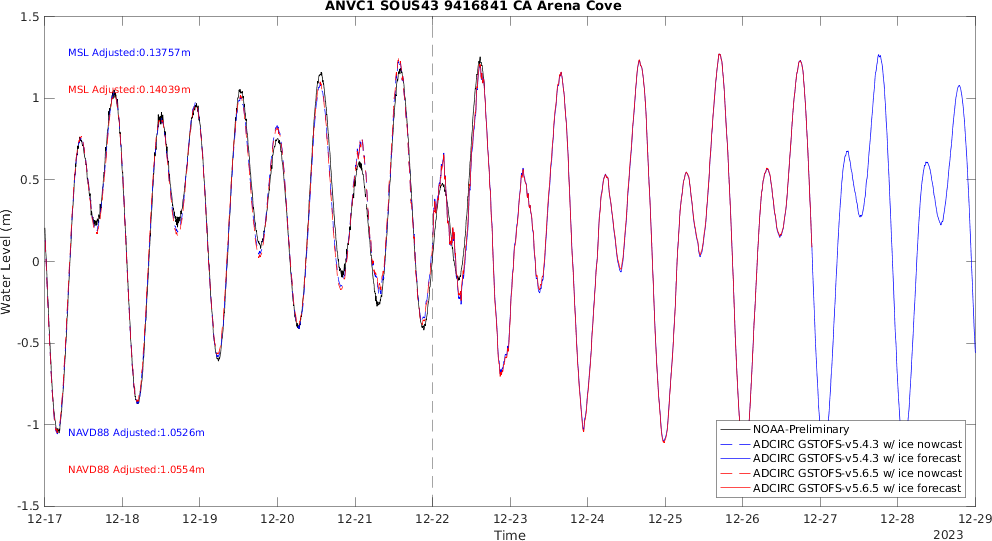 ANVC1 SOUS43 9416841 CA Arena Cove
1.5
1
0.5
0
-0.5
-1
-1.5
Water Level (m)
MSL Adjusted:0.13757m
MSL Adjusted:0.14039m
NAVD88 Adjusted:1.0526m
NAVD88 Adjusted:1.0554m
NOAA-Preliminary
ADCIRC GSTOFS-v5.4.3 w/ ice nowcast
ADCIRC GSTOFS-v5.4.3 w/ ice forecast
ADCIRC GSTOFS-v5.6.5 w/ ice nowcast
ADCIRC GSTOFS-v5.6.5 w/ ice forecast
12-17 12-18 12-19 12-20 12-21 12-22 12-23 12-24 12-25 12-26 12-27 12-28 12-29
Time
2023